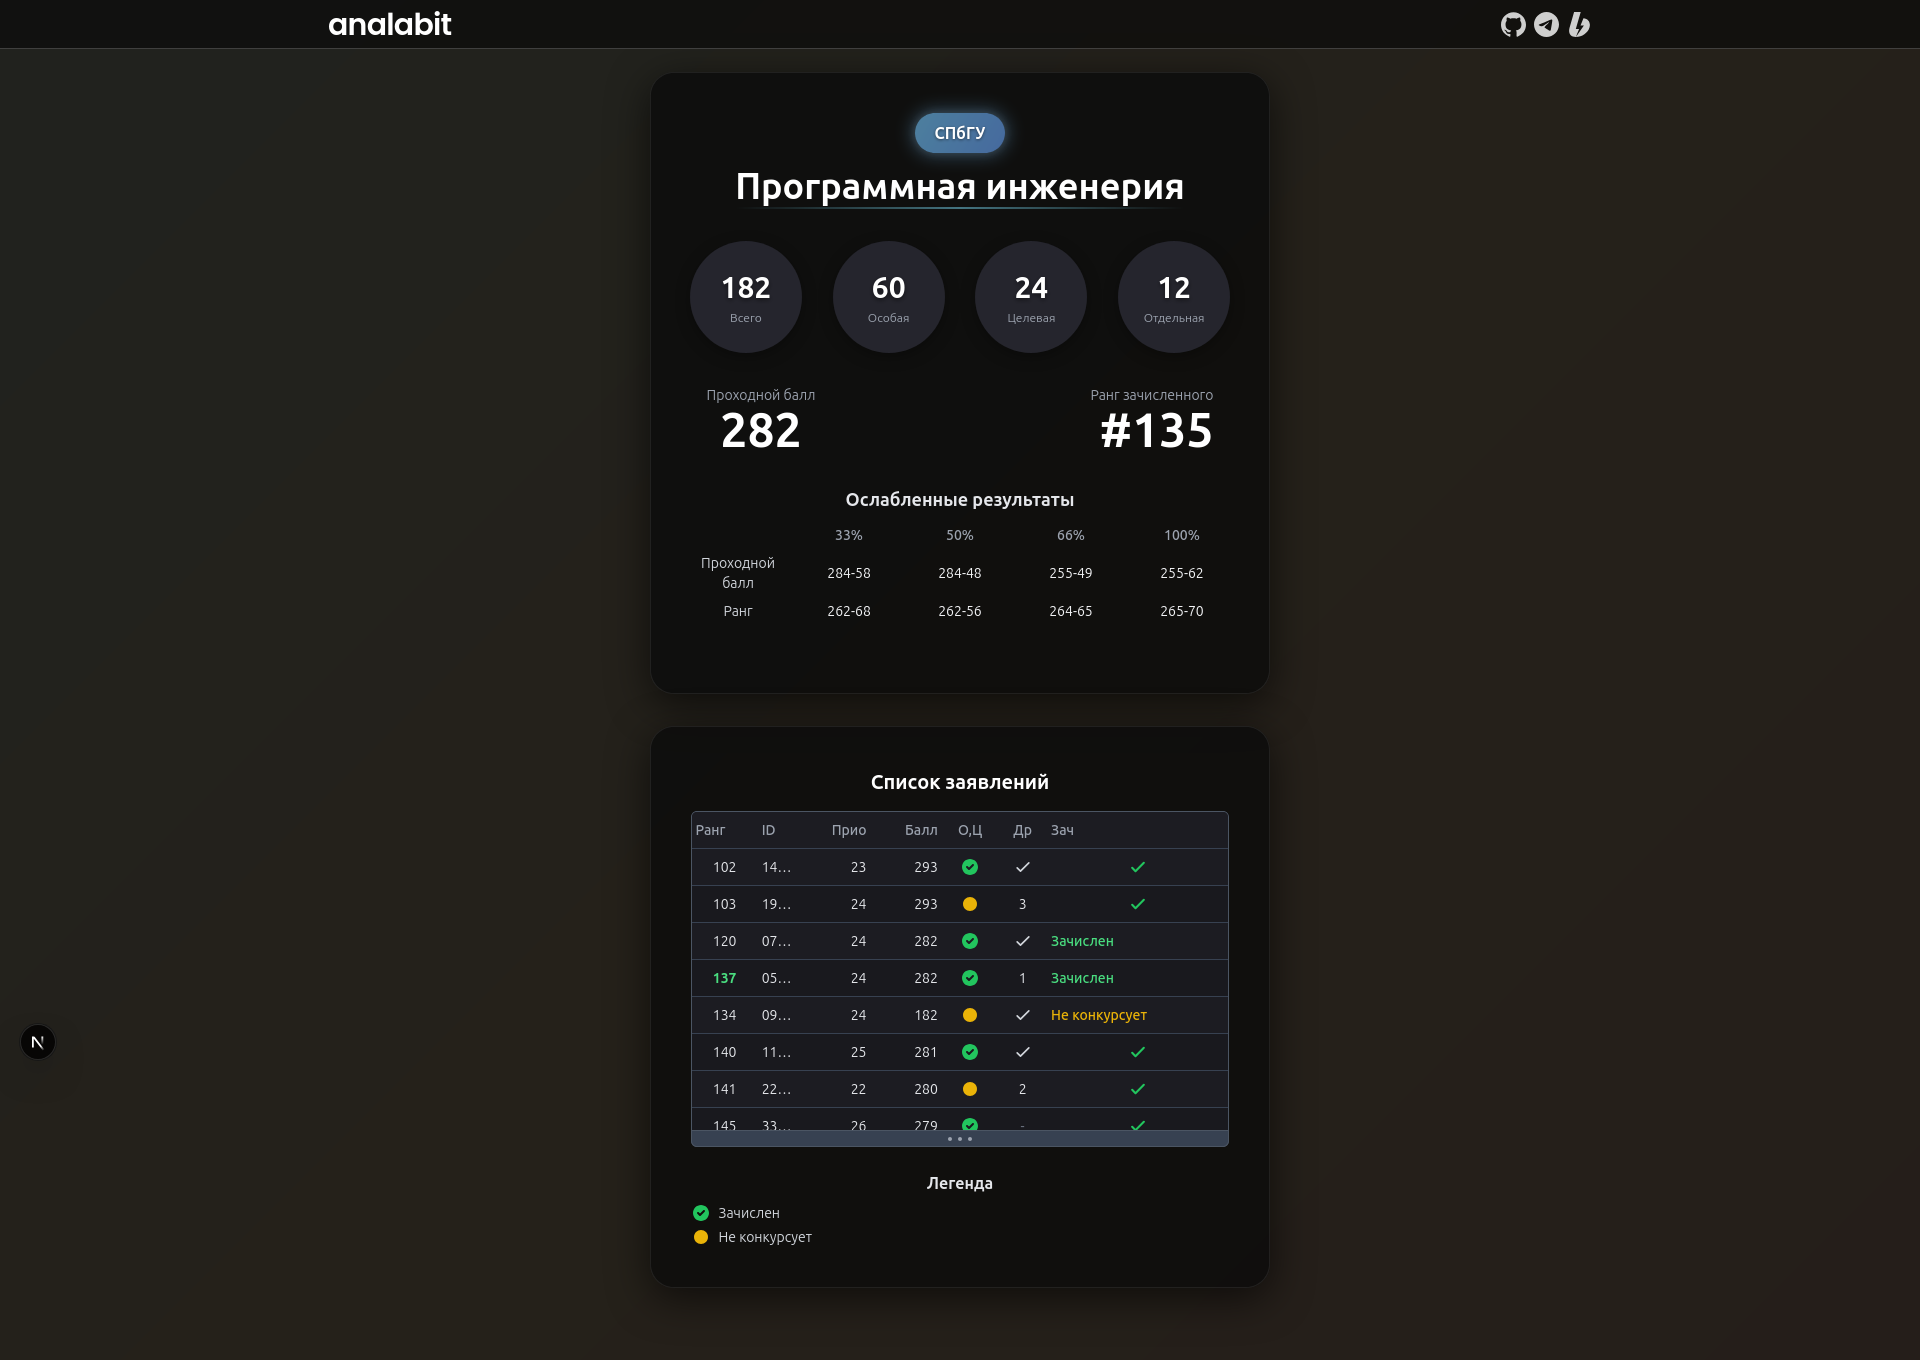 analabit
СПбГУ
Программная инженерия
182 60 24 12
Всего Особая Целевая Отдельная
Проходной балл Ранг зачисленного
282 #135
Ослабленные результаты
33% 50% 66% 100%
Проходной
балл 284-58 284-48 255-49 255-62
Ранг 262-68 262-56 264-65 265-70
Список заявлений
Ранг ID Прио Балл О,Ц Др Зач
102 14... 23 293
103 19... 24 293 3
120 07... 24 282 Зачислен
137 05... 24 282 1 Зачислен
134 09... 24 182 Не конкурсует
140 11... 25 281
141 22... 22 280 2
145 33... 26 279 -
Легенда
Зачислен
Не конкурсует